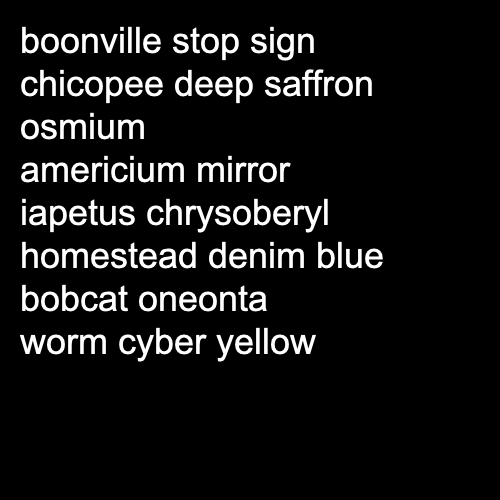 boonville stop sign
chicopee deep saffron
osmium
americium mirror
iapetus chrysoberyl
homestead denim blue
bobcat oneonta
worm cyber yellow